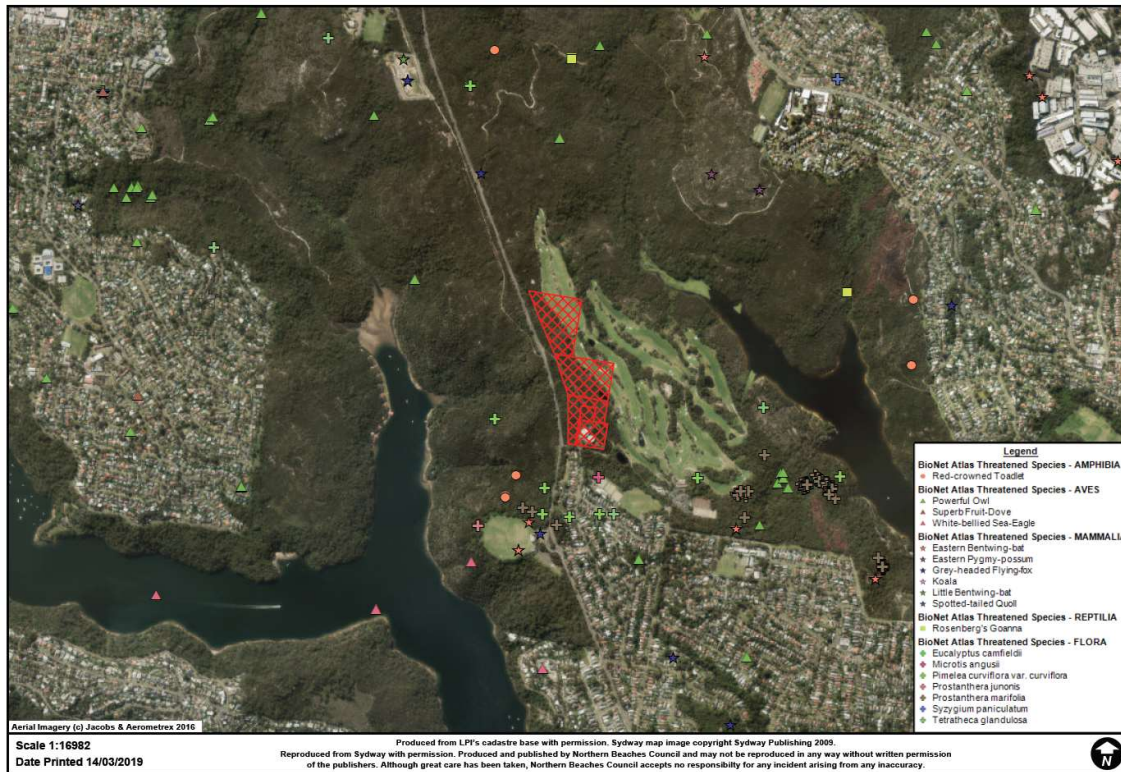 Legend
BioNet Atlas Threatened Species - AMPHIBIA
Red-crowned Toadlet
BioNet Atlas Threatened Species - AVES
Powerful Owl
Superb Fruit-Dove
White-bellied Sea-Eagle
BioNet Atlas Threatened Species - MAMMALIA
Eastern Bentwing-bat
Eastern Pygmy-possum
Grey-headed Flying-fox
Koala
Little Bentwing-bat
Spotted-tailed Quoll
BioNet Atlas Threatened Species - REPTILIA
Rosenberg's Goanna
BioNet Atlas Threatened Species - FLORA
Eucalyptus camfieldii
Microtis angusii
Pimelea curviflora var. curviflora
Prostanthera junonis
Prostanthera marifolia
Syzygium paniculatum
Tetratheca glandulosa
Aerial Imagery (c) Jacobs & Aerometrex 2016
Scale 1:16982
Date Printed 14/03/2019
Produced from LPI's cadastre base with permission. Sydway map image copyright Sydway Publishing 2009.
Reproduced from Sydway with permission. Produced and published by Northern Beaches Council and may not be reproduced in any way without written permission
of the publishers. Although great care has been taken, Northern Beaches Council accepts no responsibilty for any incident arising from any inaccuracy.
N